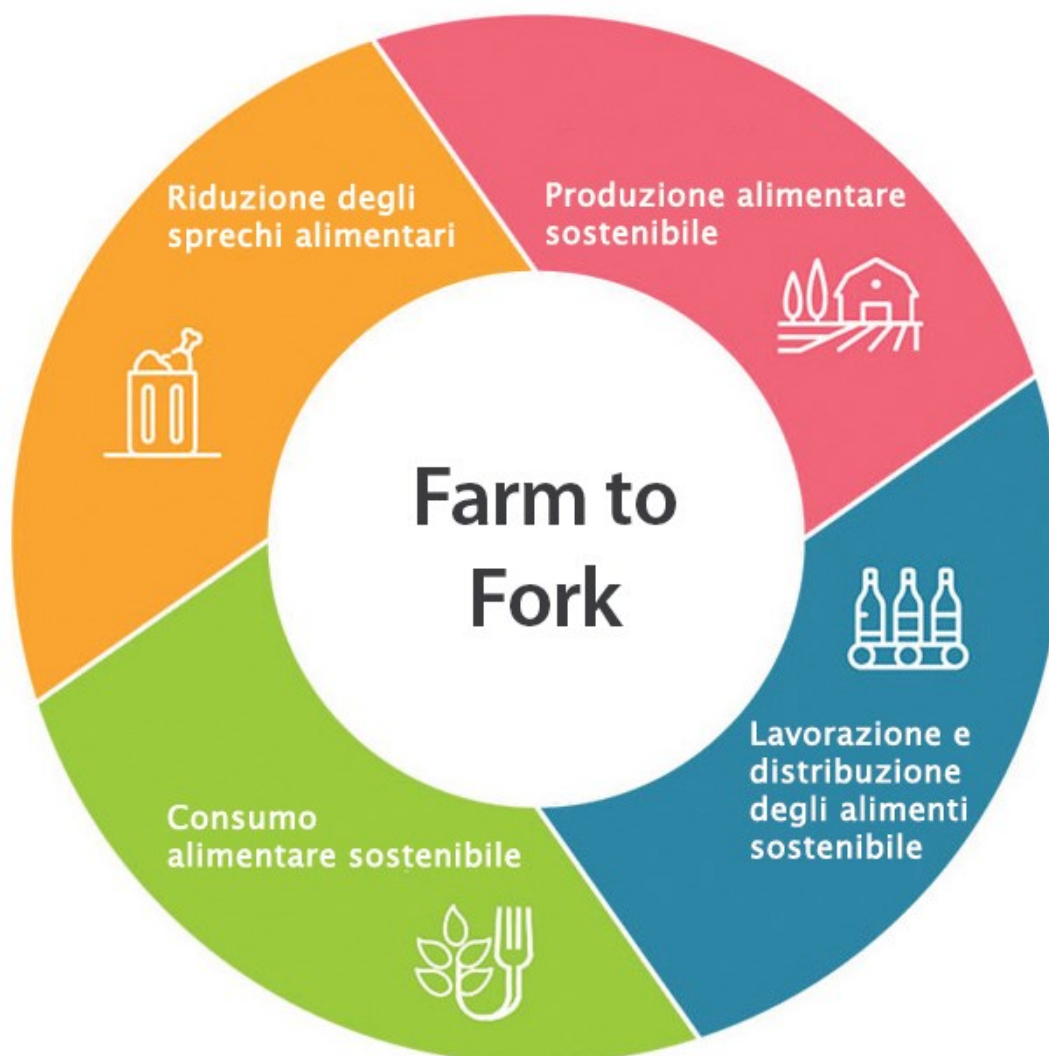 Riduzione degli
sprechi alimentari
Produzione alimentare
sostenibile
Farm to
Fork
Lavorazione e
distribuzione
degli alimenti
sostenibile
Consumo
alimentare sostenibile